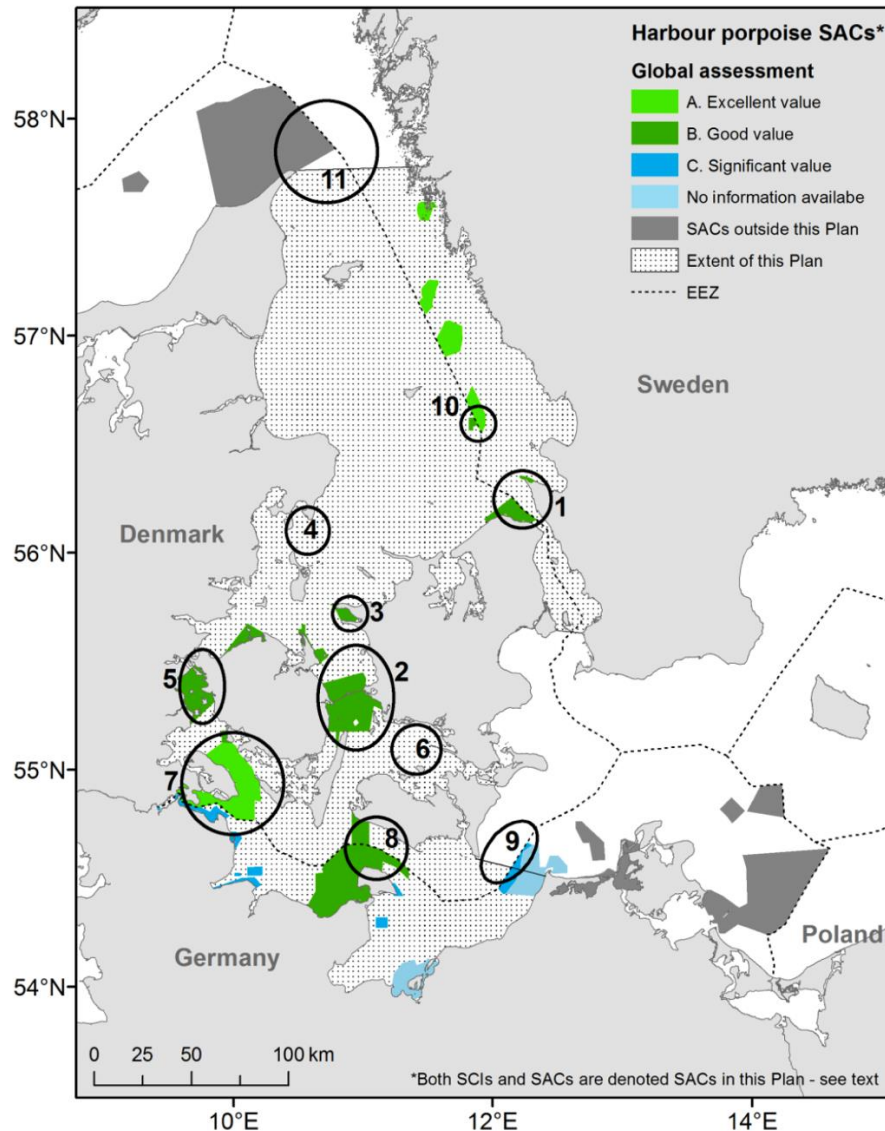 Harbour porpoise SACs*
Global assessment
A. Excellent value
B. Good value
C. Significant value
No information availabe
SACs outside this Plan
Extent of this Plan
EEZ
58°N
57°N
56°N
55°N
54°N
11
Sweden
10
1
Denmark
4
3
2
5
6
7
8
9
Poland
Germany
0 25 50 100 km
*Both SCIs and SACs are denoted SACs in this Plan - see text
10°E 12°E 14°E